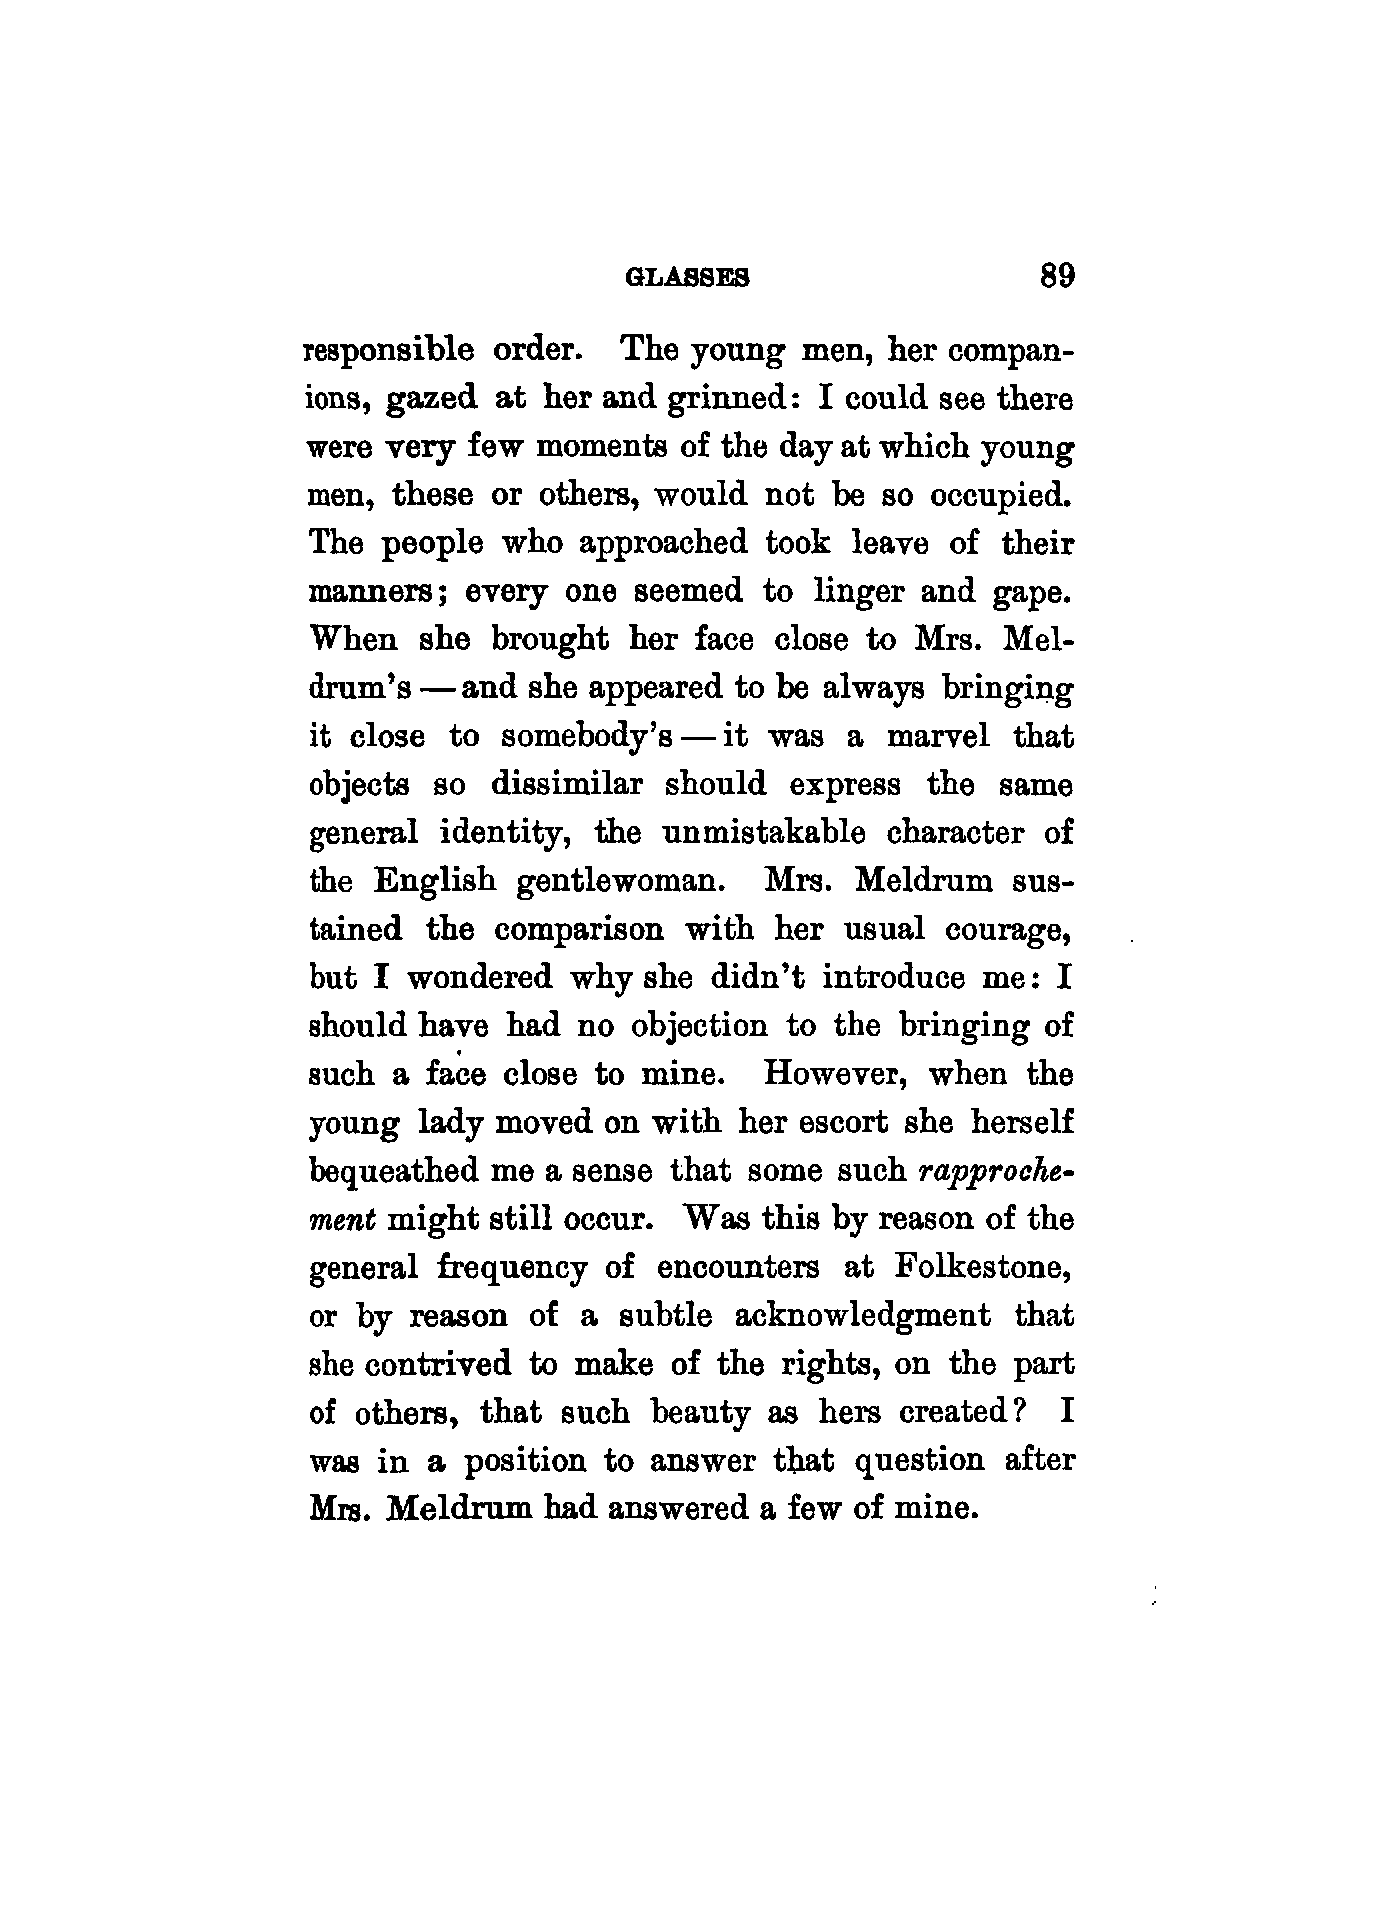 GLASSES 89
responsible order. The young men, her compan-
ions, gazed at her and grinned: I could see there
were very few moments of the day at which young
men, these or others, would not be so occupied.
The people who approached took leave of their
manners; every one seemed to linger and gape.
When she brought her face close to Mrs. Mel-
drum's — and she appeared to be always bringing
it close to somebody's — it was a marvel that
objects so dissimilar should express the same
general identity, the unmistakable character of
the English gentlewoman. Mrs. Meldrum sus-
tained the comparison with her usual courage,
but I wondered why she didn't introduce me: I
should have had no objection to the bringing of
such a face close to mine. However, when the
young lady moved on with her escort she herself
bequeathed me a sense that some such rapproche-
ment might still occur. Was this by reason of the
general frequency of encounters at Folkestone,
or by reason of a subtle acknowledgment that
she contrived to make of the rights, on the part
of others, that such beauty as hers created? I
was in a position to answer that question after
Mrs. Meldrum had answered a few of mine.